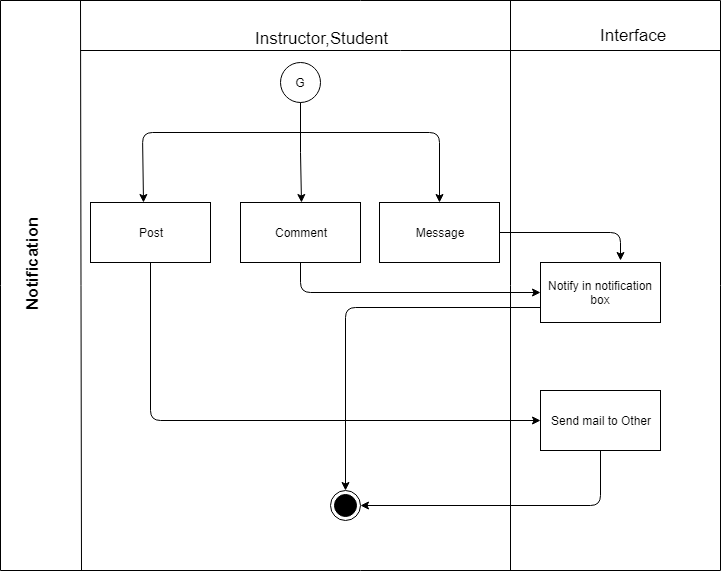 Instructor,Student
Interface
G
Notification
Post
Comment
Message
Notify in notification
box
Send mail to Other